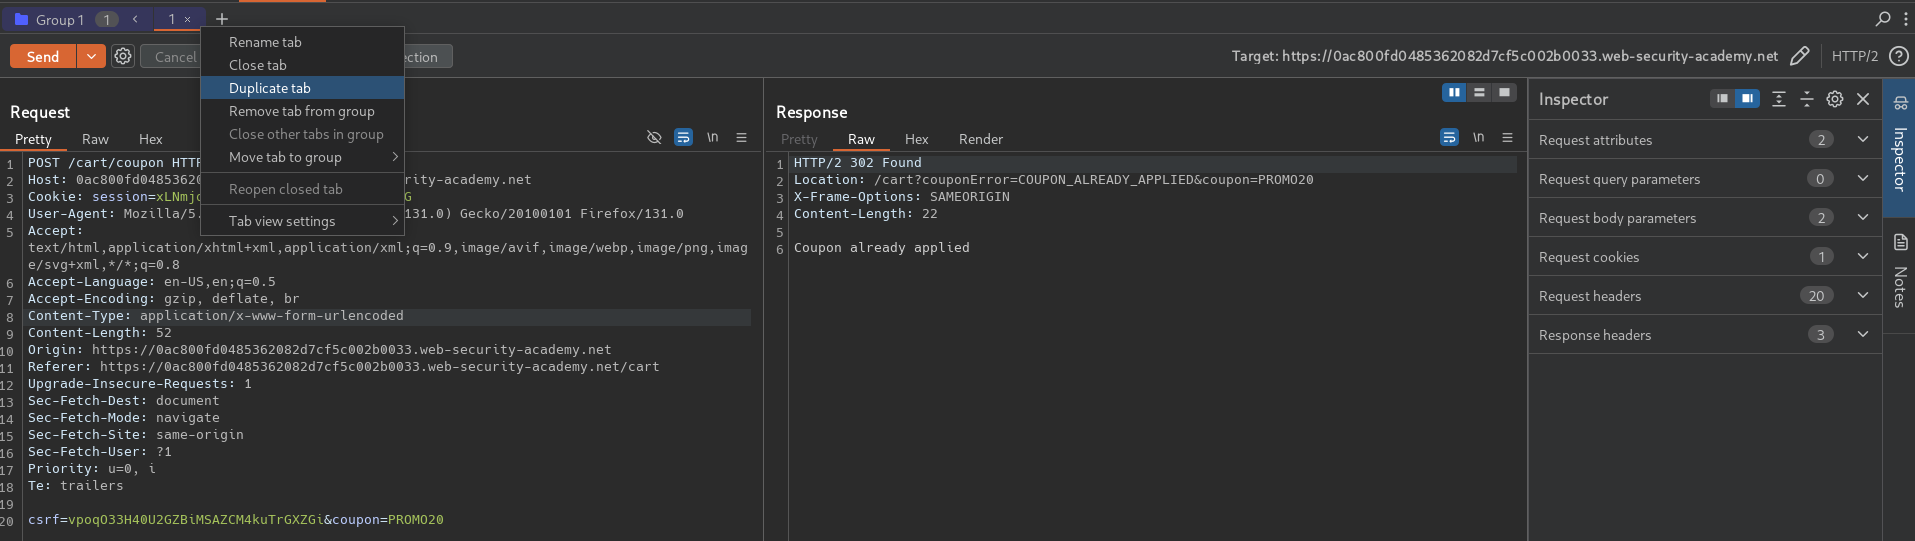 Group 1 1 < 1 × +
Rename tab
Close tab
Duplicate tab
Remove tab from group
Close other tabs in group
Move tab to group >
Reopen closed tab
Tab view settings >
Send Cancel ction Target: https://0ac800fd0485362082d7cf5c002b0033.web-security-academy.net HTTP/2 ?
Request
Pretty Raw Hex \n
1 POST /cart/coupon HTTP
2 Host: 0ac800fd04853620 rity-academy.net
3 Cookie: session= G
4 User-Agent: Mozilla/5. 131.0) Gecko/20100101 Firefox/131.0
5 Accept:
text/html,application/xhtml+xml,application/xml;q=0.9,image/avif,image/webp,image/png,imag
e/svg+xml,*/*;q=0.8
6 Accept-Language: en-US,en;q=0.5
7 Accept-Encoding: gzip, deflate, br
8 Content-Type: application/x-www-form-urlencoded
9 Content-Length: 52
10 Origin: https://0ac800fd0485362082d7cf5c002b0033.web-security-academy.net
11 Referer: https://0ac800fd0485362082d7cf5c002b0033.web-security-academy.net/cart
12 Upgrade-Insecure-Requests: 1
13 Sec-Fetch-Dest: document
14 Sec-Fetch-Mode: navigate
15 Sec-Fetch-Site: same-origin
16 Sec-Fetch-User: ?1
17 Priority: u=0, i
18 Te: trailers
19
20 csrf=vpoqO33H40U2GZBiMSAZCM4kuTrGXZGi&coupon=PROMO20
Response
Pretty Raw Hex Render \n
1 HTTP/2 302 Found
2 Location: /cart?couponError=COUPON_ALREADY_APPLIED&coupon=PROMO20
3 X-Frame-Options: SAMEORIGIN
4 Content-Length: 22
5
6 Coupon already applied
Inspector
Request attributes 2
Request query parameters 0
Request body parameters 2
Request cookies 1
Request headers 20
Response headers 3
Inspector
Notes